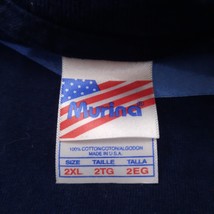 Murina
100% COTTON/COTON/ALGODON
MADE IN U.S.A.
SIZE TAILLE TALLA
2XL 2TG 2EG